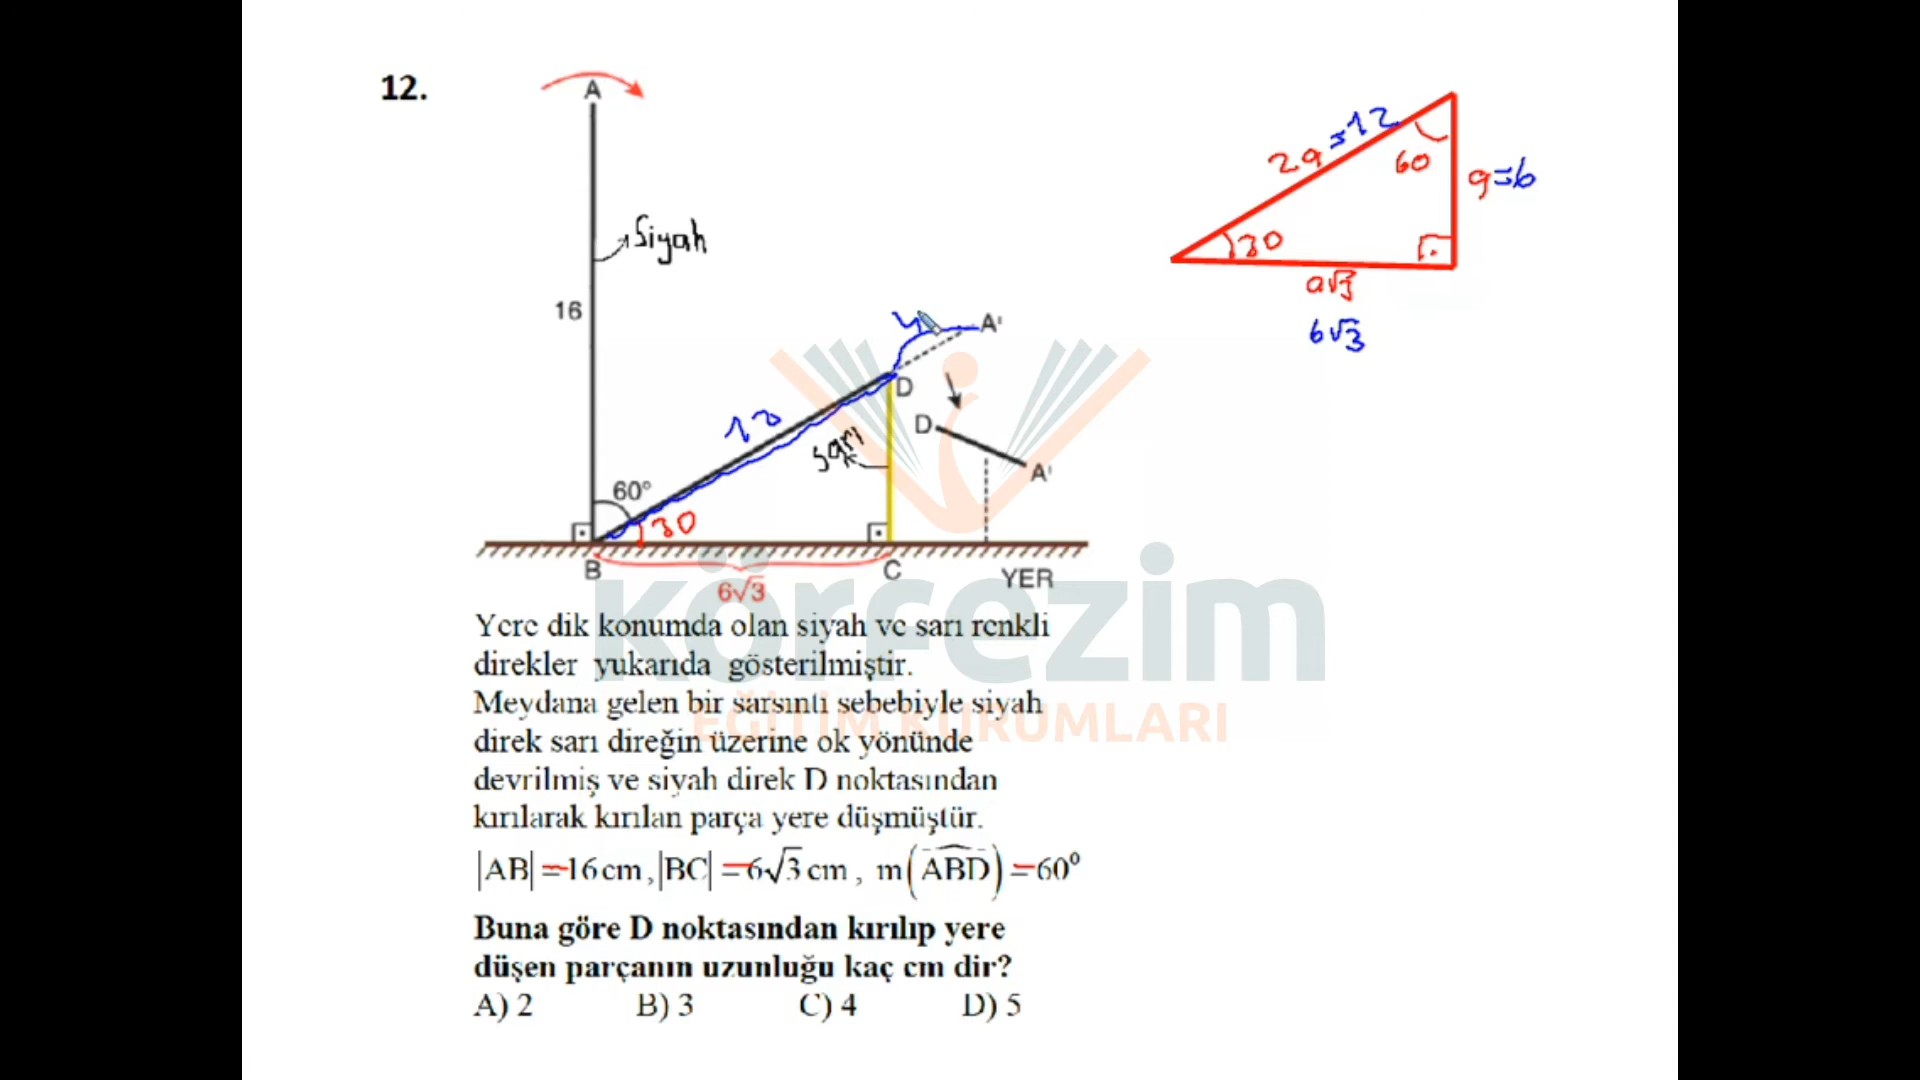 12.
A
Siyah
16
2a =12
60
a=6
30
a√3
6√3
4
A'
D
12
sarı
D
A'
60°
30
B
C
YER
6√3
körfezim
EĞİTİM KURUMLARI
Yere dik konumda olan siyah ve sarı renkli
direkler yukarıda gösterilmiştir.
Meydana gelen bir sarsıntı sebebiyle siyah
direk sarı direğin üzerine ok yönünde
devrilmiş ve siyah direk D noktasından
kırılarak kırılan parça yere düşmüştür.
|AB| = 16 cm, |BC| = 6√3 cm, m(ABD) = 60⁰
Buna göre D noktasından kırılıp yere
düşen parçanın uzunluğu kaç cm dir?
A) 2 B) 3 C) 4 D) 5